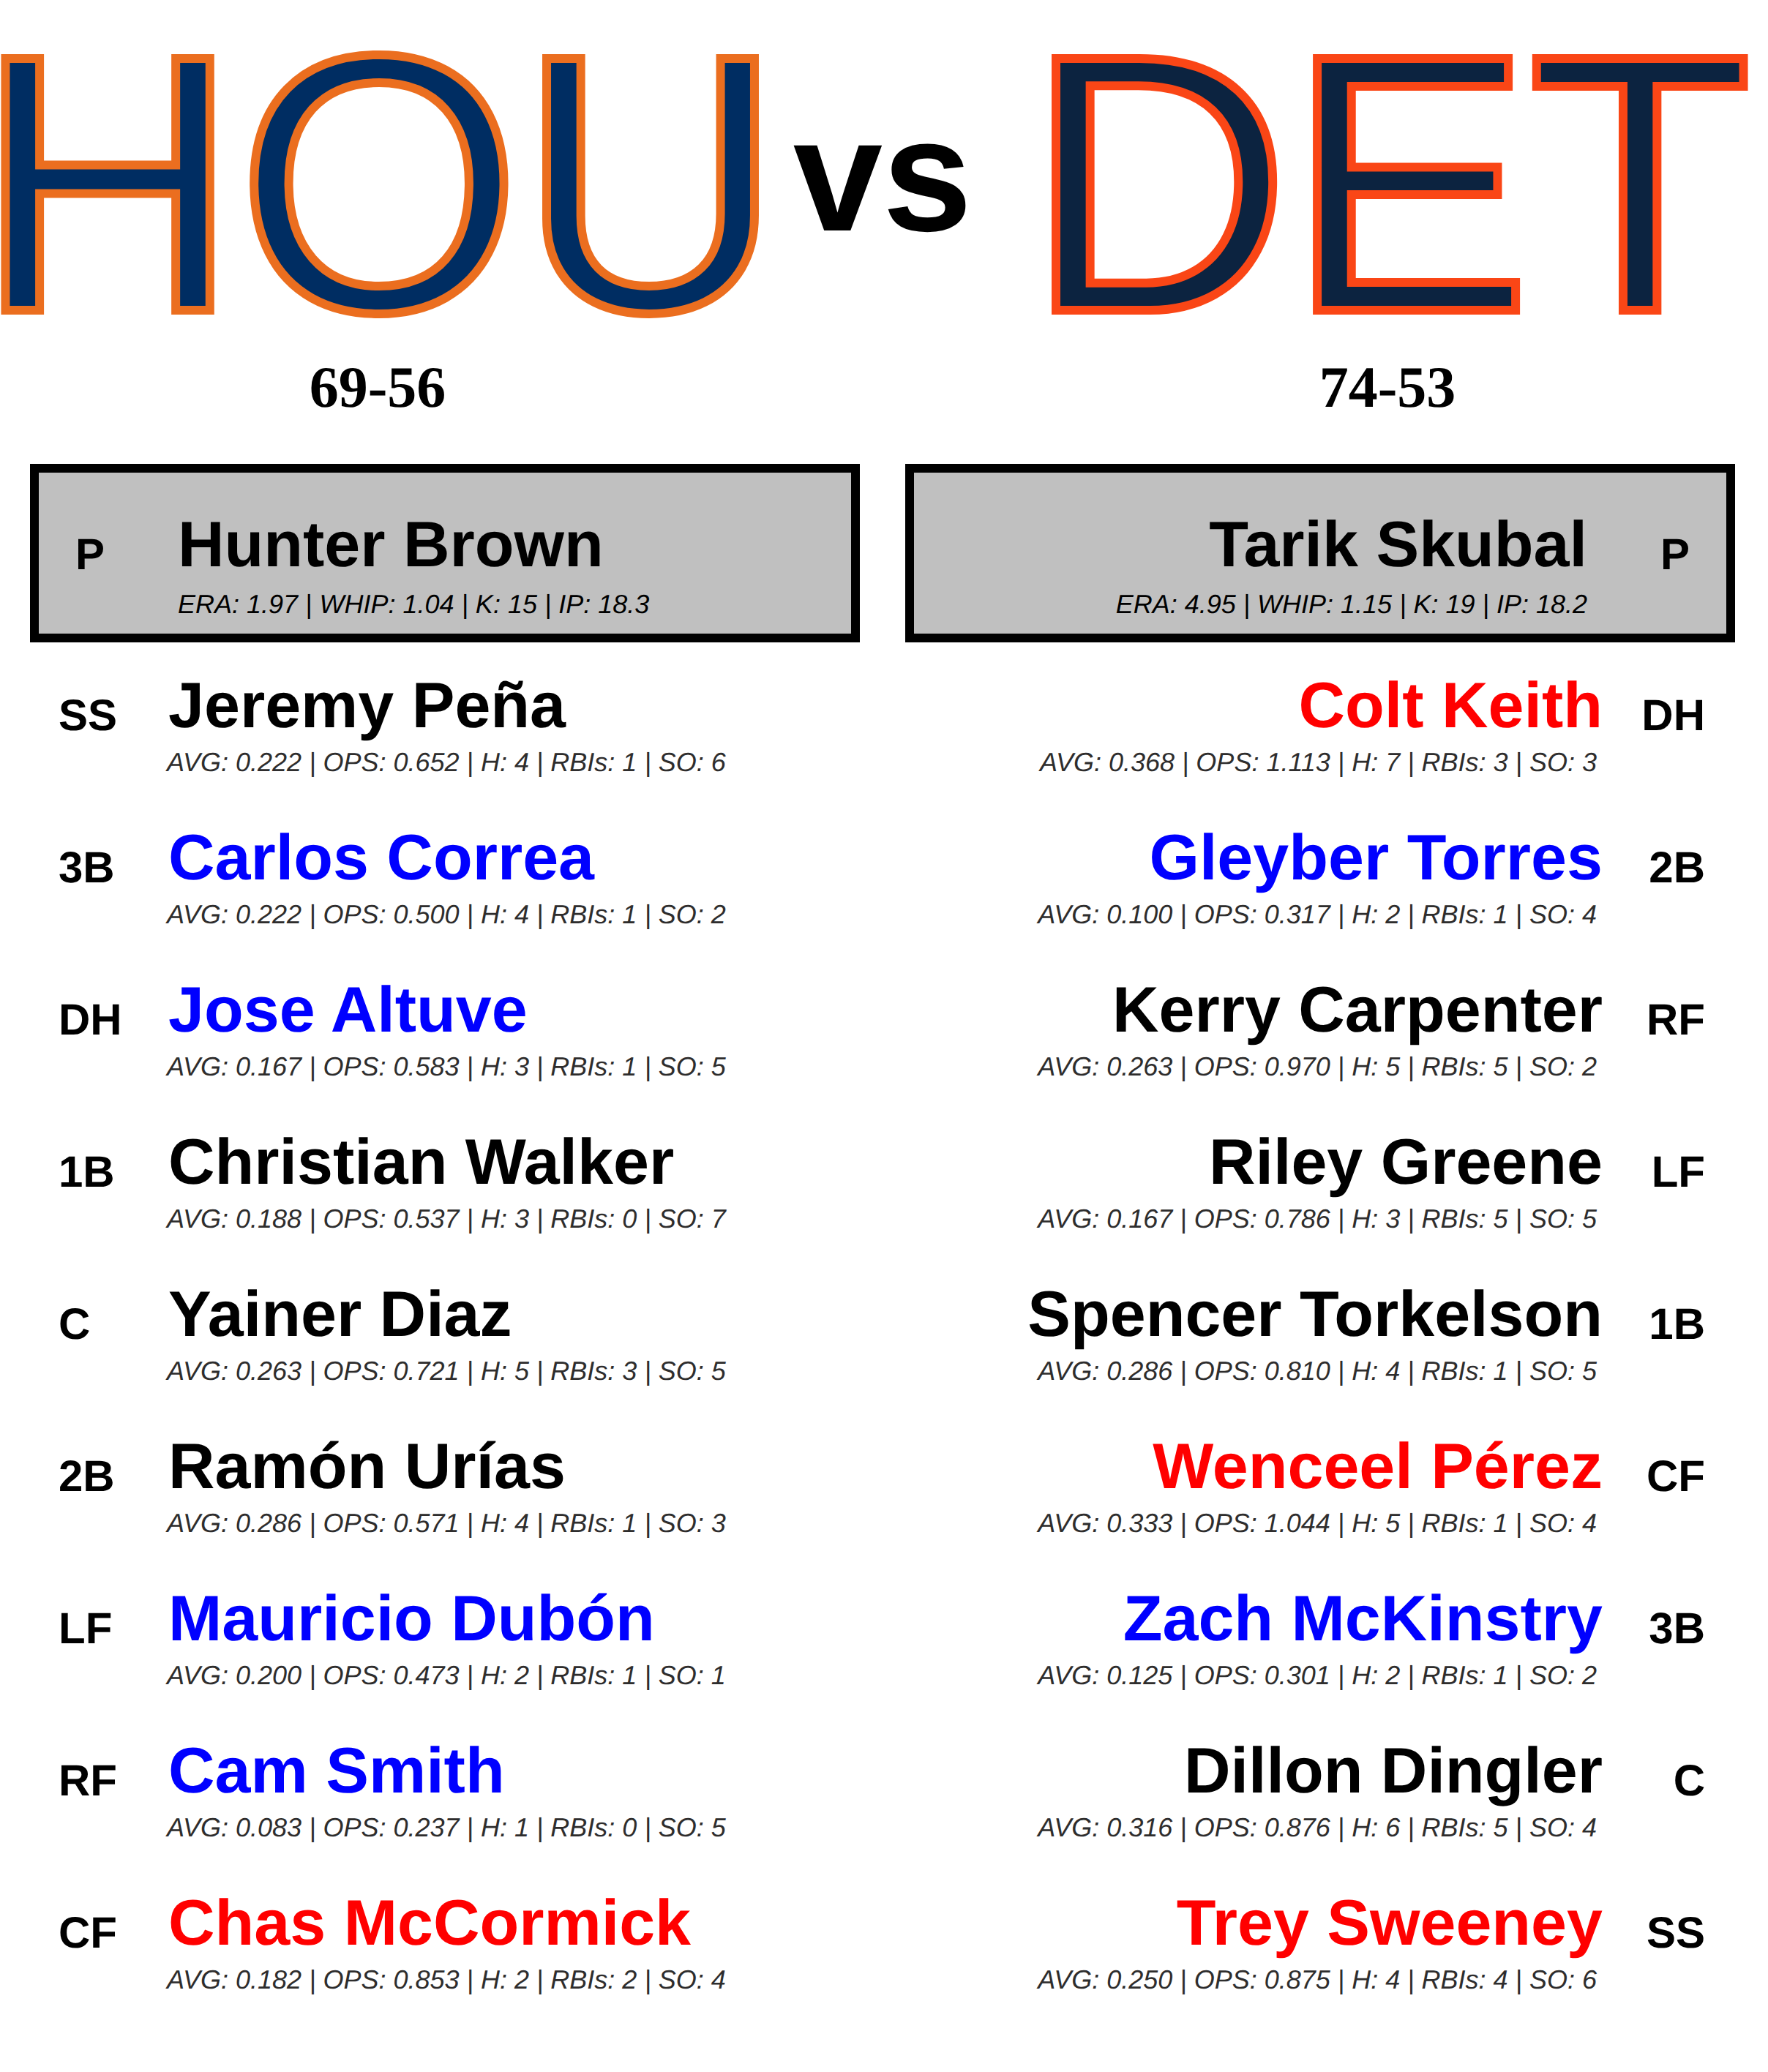 HOU vs DET
69-56 74-53
P Hunter Brown
ERA: 1.97 | WHIP: 1.04 | K: 15 | IP: 18.3
Tarik Skubal P
ERA: 4.95 | WHIP: 1.15 | K: 19 | IP: 18.2
SS Jeremy Peña
AVG: 0.222 | OPS: 0.652 | H: 4 | RBIs: 1 | SO: 6
3B Carlos Correa
AVG: 0.222 | OPS: 0.500 | H: 4 | RBIs: 1 | SO: 2
DH Jose Altuve
AVG: 0.167 | OPS: 0.583 | H: 3 | RBIs: 1 | SO: 5
1B Christian Walker
AVG: 0.188 | OPS: 0.537 | H: 3 | RBIs: 0 | SO: 7
C Yainer Diaz
AVG: 0.263 | OPS: 0.721 | H: 5 | RBIs: 3 | SO: 5
2B Ramón Urías
AVG: 0.286 | OPS: 0.571 | H: 4 | RBIs: 1 | SO: 3
LF Mauricio Dubón
AVG: 0.200 | OPS: 0.473 | H: 2 | RBIs: 1 | SO: 1
RF Cam Smith
AVG: 0.083 | OPS: 0.237 | H: 1 | RBIs: 0 | SO: 5
CF Chas McCormick
AVG: 0.182 | OPS: 0.853 | H: 2 | RBIs: 2 | SO: 4
Colt Keith DH
AVG: 0.368 | OPS: 1.113 | H: 7 | RBIs: 3 | SO: 3
Gleyber Torres 2B
AVG: 0.100 | OPS: 0.317 | H: 2 | RBIs: 1 | SO: 4
Kerry Carpenter RF
AVG: 0.263 | OPS: 0.970 | H: 5 | RBIs: 5 | SO: 2
Riley Greene LF
AVG: 0.167 | OPS: 0.786 | H: 3 | RBIs: 5 | SO: 5
Spencer Torkelson 1B
AVG: 0.286 | OPS: 0.810 | H: 4 | RBIs: 1 | SO: 5
Wenceel Pérez CF
AVG: 0.333 | OPS: 1.044 | H: 5 | RBIs: 1 | SO: 4
Zach McKinstry 3B
AVG: 0.125 | OPS: 0.301 | H: 2 | RBIs: 1 | SO: 2
Dillon Dingler C
AVG: 0.316 | OPS: 0.876 | H: 6 | RBIs: 5 | SO: 4
Trey Sweeney SS
AVG: 0.250 | OPS: 0.875 | H: 4 | RBIs: 4 | SO: 6